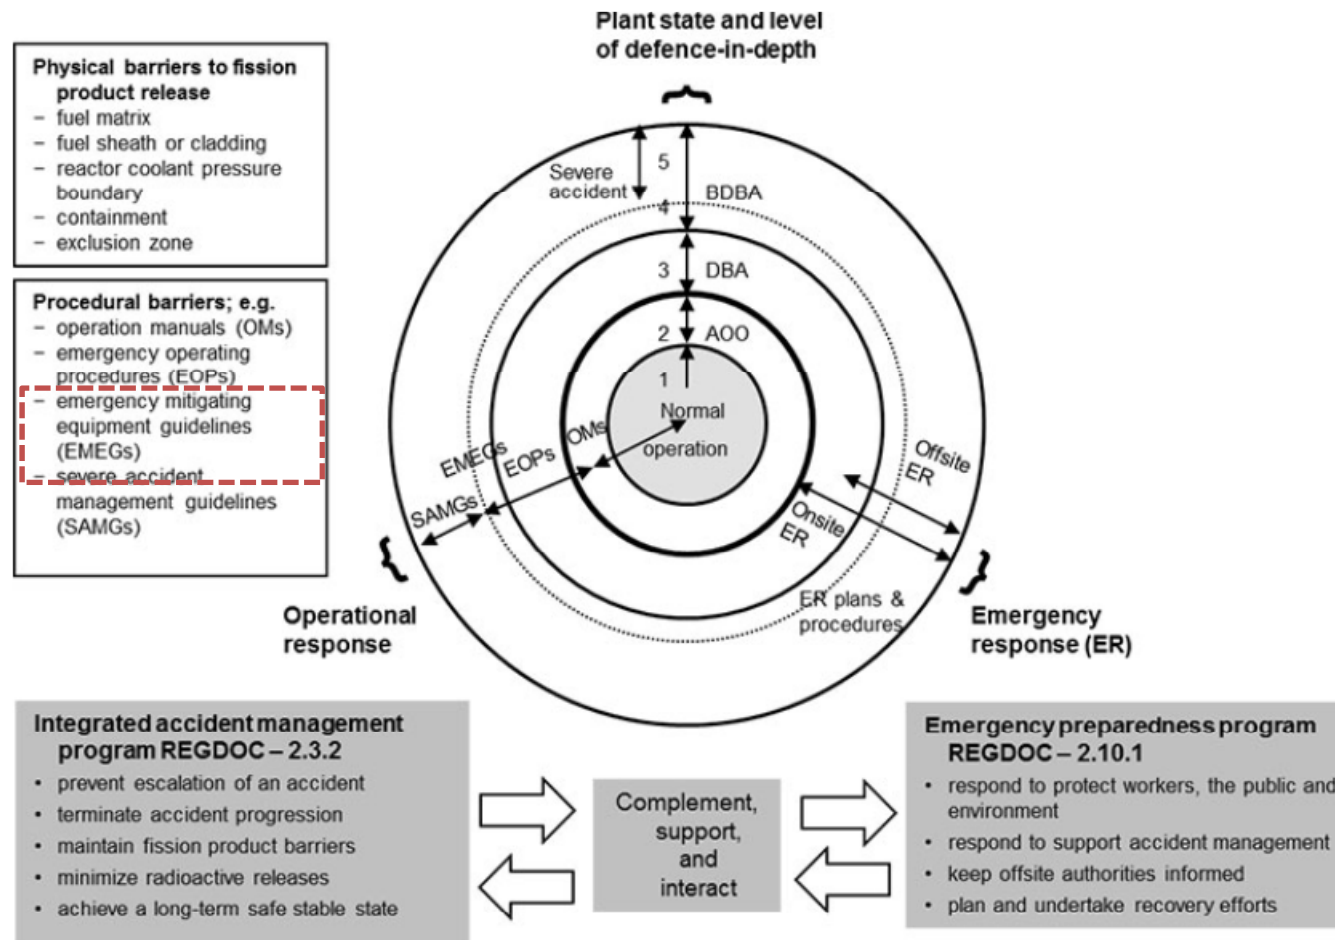 Plant state and level
of defence-in-depth
Physical barriers to fission
product release
– fuel matrix
– fuel sheath or cladding
– reactor coolant pressure
boundary
– containment
– exclusion zone
Procedural barriers; e.g.
– operation manuals (OMs)
– emergency operating
procedures (EOPs)
– emergency mitigating
equipment guidelines
(EMEGs)
– severe accident
management guidelines
(SAMGs)
Severe
accident
5
4
BDBA
3
DBA
2
AOO
1
Normal
operation
OMs
EOPs
EMEGs
SAMGs
Offsite
ER
Onsite
ER
ER plans &
procedures
Operational
response
Emergency
response (ER)
Integrated accident management
program REGDOC – 2.3.2
• prevent escalation of an accident
• terminate accident progression
• maintain fission product barriers
• minimize radioactive releases
• achieve a long-term safe stable state
Complement,
support,
and
interact
Emergency preparedness program
REGDOC – 2.10.1
• respond to protect workers, the public and
environment
• respond to support accident management
• keep offsite authorities informed
• plan and undertake recovery efforts